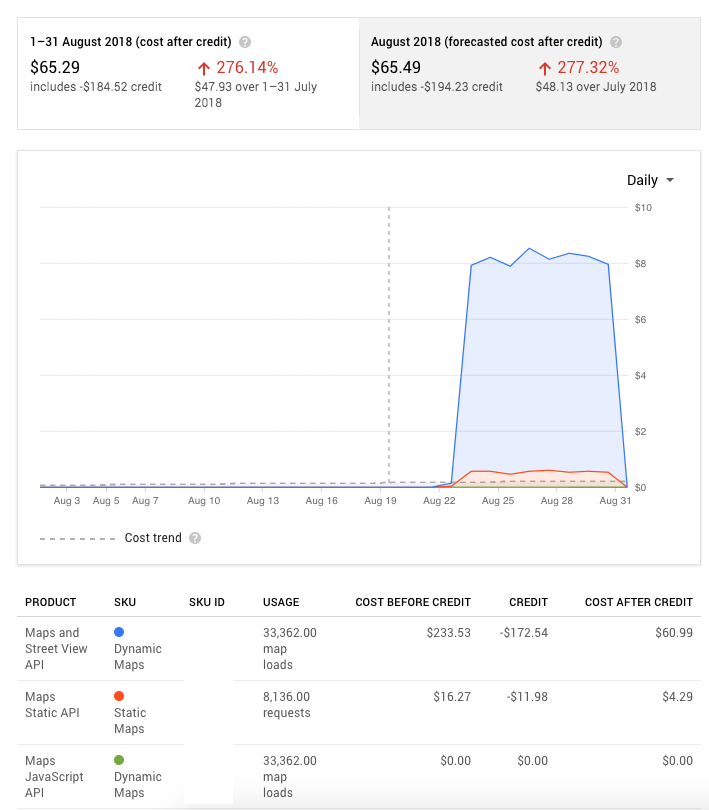 1–31 August 2018 (cost after credit)
$65.29
276.14%
includes -$184.52 credit
$47.93 over 1–31 July
2018
August 2018 (forecasted cost after credit)
$65.49
277.32%
includes -$194.23 credit
$48.13 over July 2018
Daily
$10
$8
$6
$4
$2
$0
Aug 3 Aug 5 Aug 7 Aug 10 Aug 13 Aug 16 Aug 19 Aug 22 Aug 25 Aug 28 Aug 31
Cost trend
PRODUCT SKU SKU ID USAGE COST BEFORE CREDIT CREDIT COST AFTER CREDIT
Maps and 33,362.00 $233.53 -$172.54 $60.99
Street View Dynamic map
API Maps loads
Maps 8,136.00 $16.27 -$11.98 $4.29
Static API Static requests
Maps
Maps 33,362.00 $0.00 $0.00 $0.00
JavaScript Dynamic map
API Maps loads